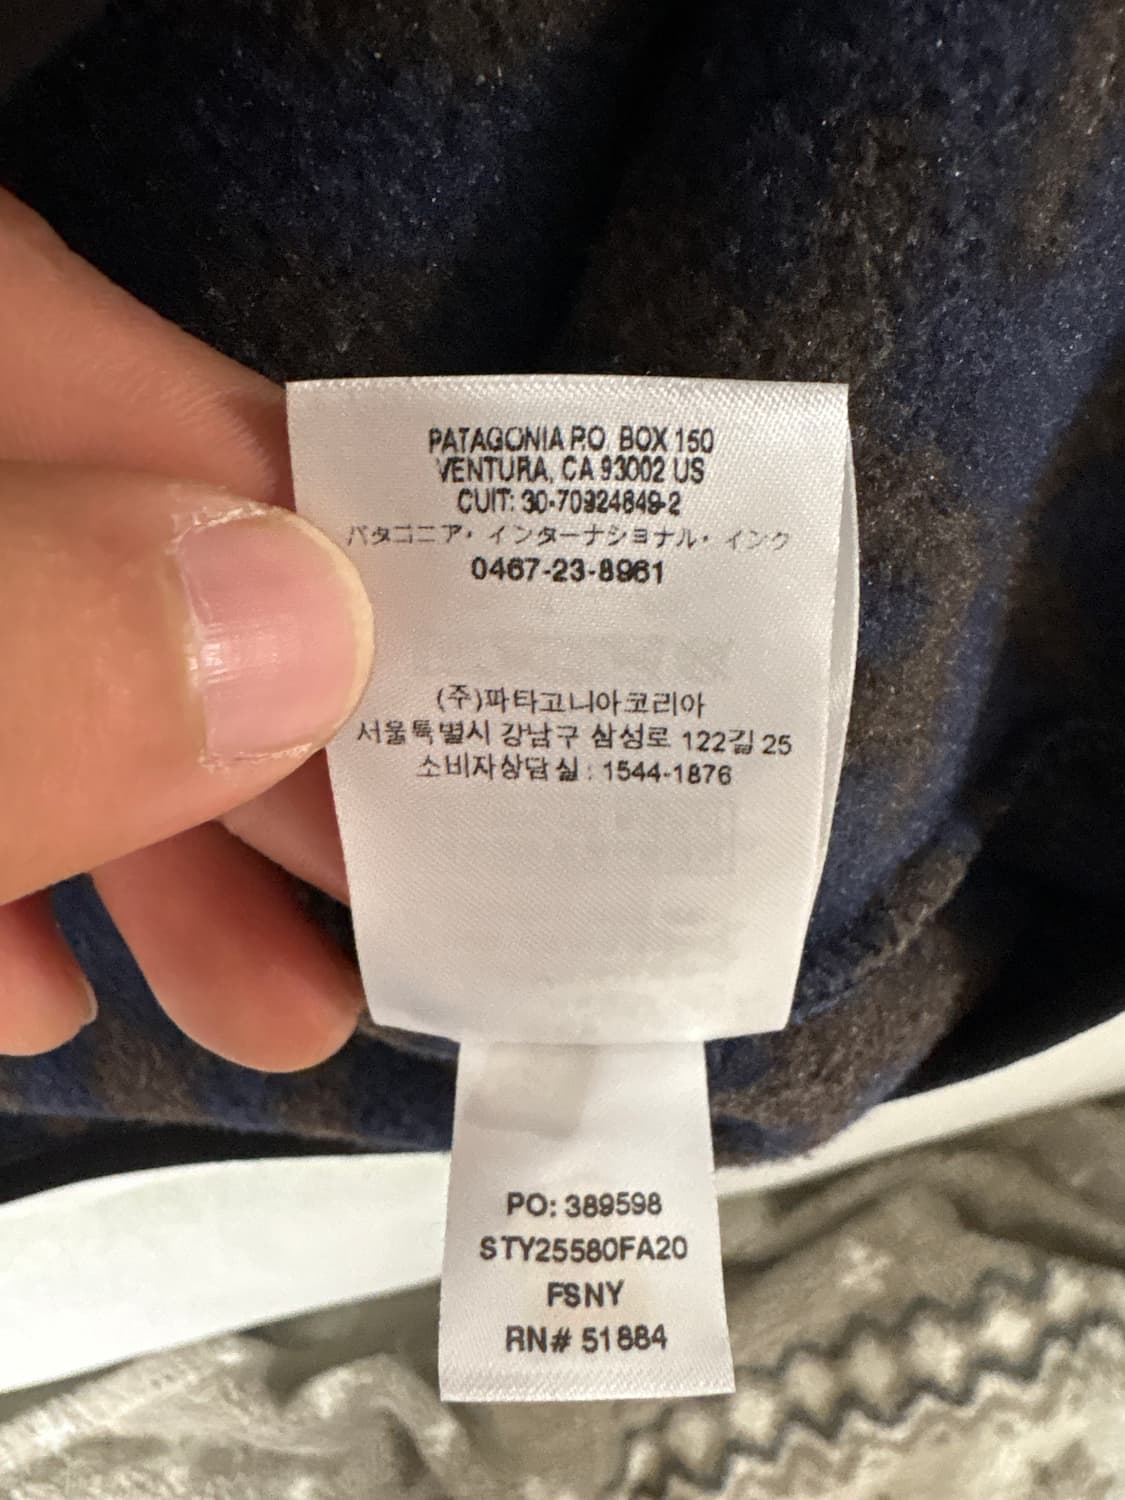 PATAGONIA P.O. BOX 150
VENTURA, CA 93002 US
CUIT: 30-70924849-2
パタゴニア・インターナショナル・インク
0467-23-8961
(주)파타고니아코리아
서울특별시 강남구 삼성로 122길 25
소비자상담실 : 1544-1876
PO: 389598
STY25580FA20
FSNY
RN# 51884